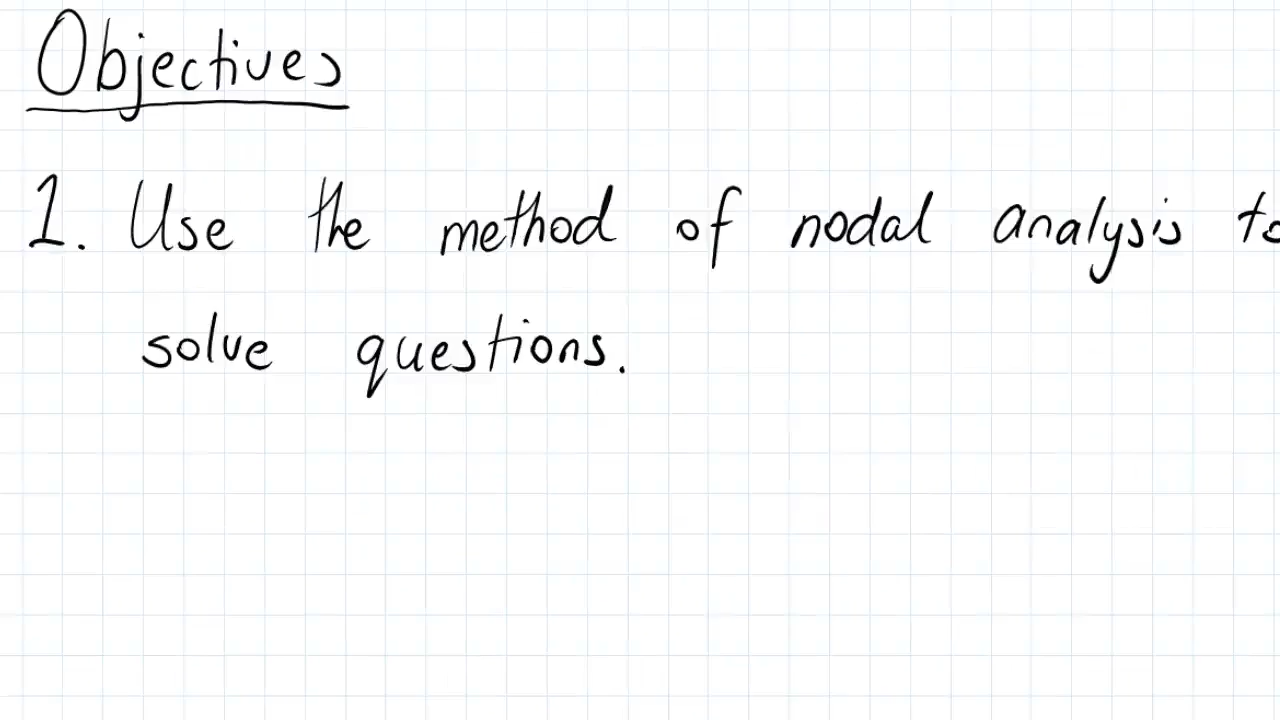 Objectives
1. Use the method of nodal analysis to
solve questions.